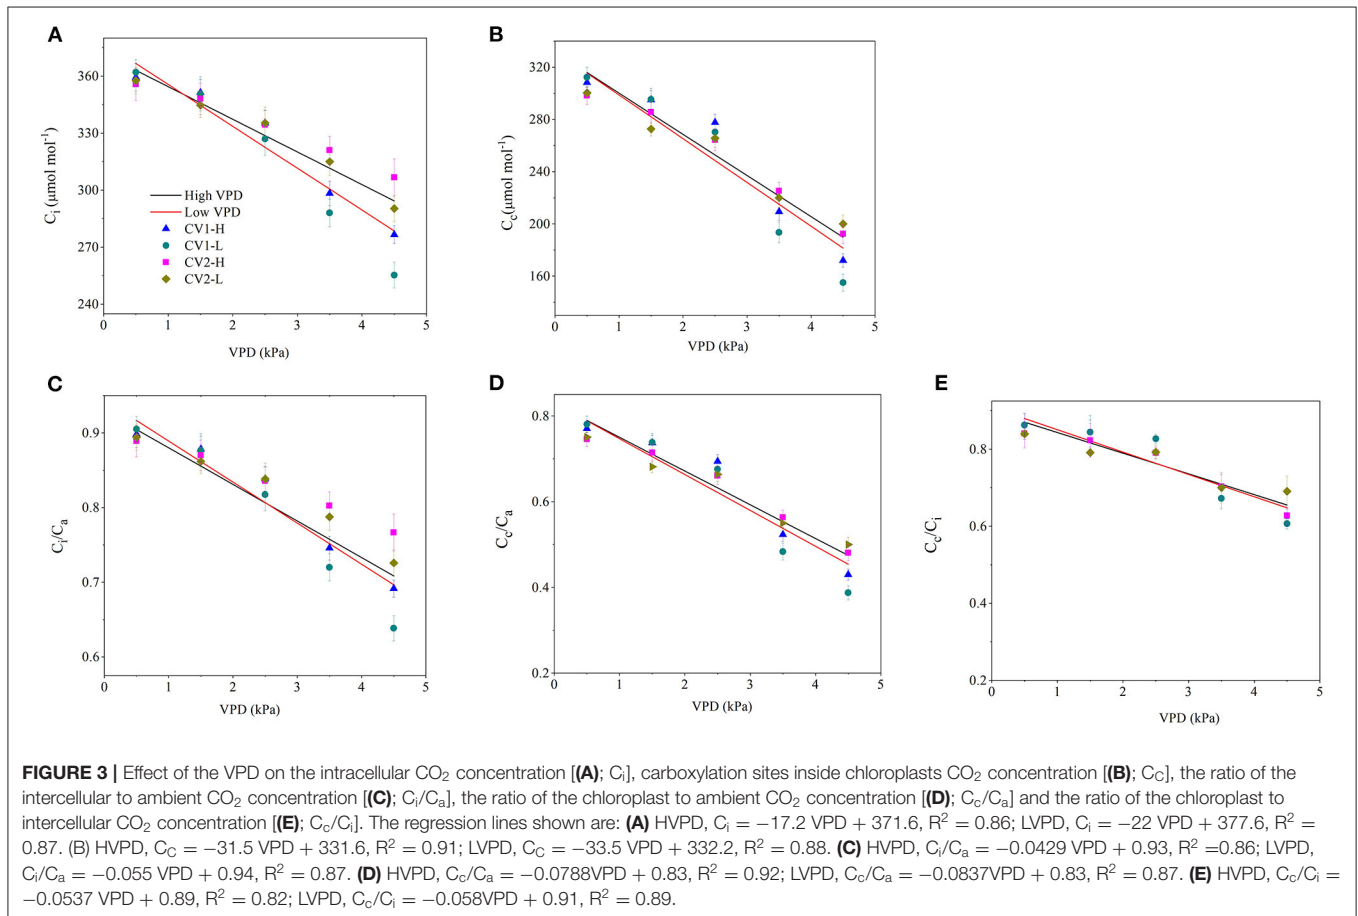 A
B
360
330
300
270
240
Ci (μmol mol-1)
High VPD
Low VPD
CV1-H
CV1-L
CV2-H
CV2-L
0 1 2 3 4 5
VPD (kPa)
320
280
240
200
160
Cc(μmol mol-1)
0 1 2 3 4 5
VPD (kPa)
C
D
E
0.9
0.8
0.7
0.6
Ci/Ca
0 1 2 3 4 5
VPD (kPa)
0.8
0.6
0.4
0.2
Cc/Ca
0 1 2 3 4 5
VPD (kPa)
0.8
0.6
0.4
0.2
Cc/Ci
0 1 2 3 4 5
VPD (kPa)
FIGURE 3 | Effect of the VPD on the intracellular CO2 concentration [(A); Ci], carboxylation sites inside chloroplasts CO2 concentration [(B); CC], the ratio of the
intercellular to ambient CO2 concentration [(C); Ci/Ca], the ratio of the chloroplast to ambient CO2 concentration [(D); Cc/Ca] and the ratio of the chloroplast to
intercellular CO2 concentration [(E); Cc/Ci]. The regression lines shown are: (A) HVPD, Ci = −17.2 VPD + 371.6, R2 = 0.86; LVPD, Ci = −22 VPD + 377.6, R2 =
0.87. (B) HVPD, CC = −31.5 VPD + 331.6, R2 = 0.91; LVPD, CC = −33.5 VPD + 332.2, R2 = 0.88. (C) HVPD, Ci/Ca = −0.0429 VPD + 0.93, R2 =0.86; LVPD,
Ci/Ca = −0.055 VPD + 0.94, R2 = 0.87. (D) HVPD, Cc/Ca = −0.0788VPD + 0.83, R2 = 0.92; LVPD, Cc/Ca = −0.0837VPD + 0.83, R2 = 0.87. (E) HVPD, Cc/Ci =
−0.0537 VPD + 0.89, R2 = 0.82; LVPD, Cc/Ci = −0.058VPD + 0.91, R2 = 0.89.